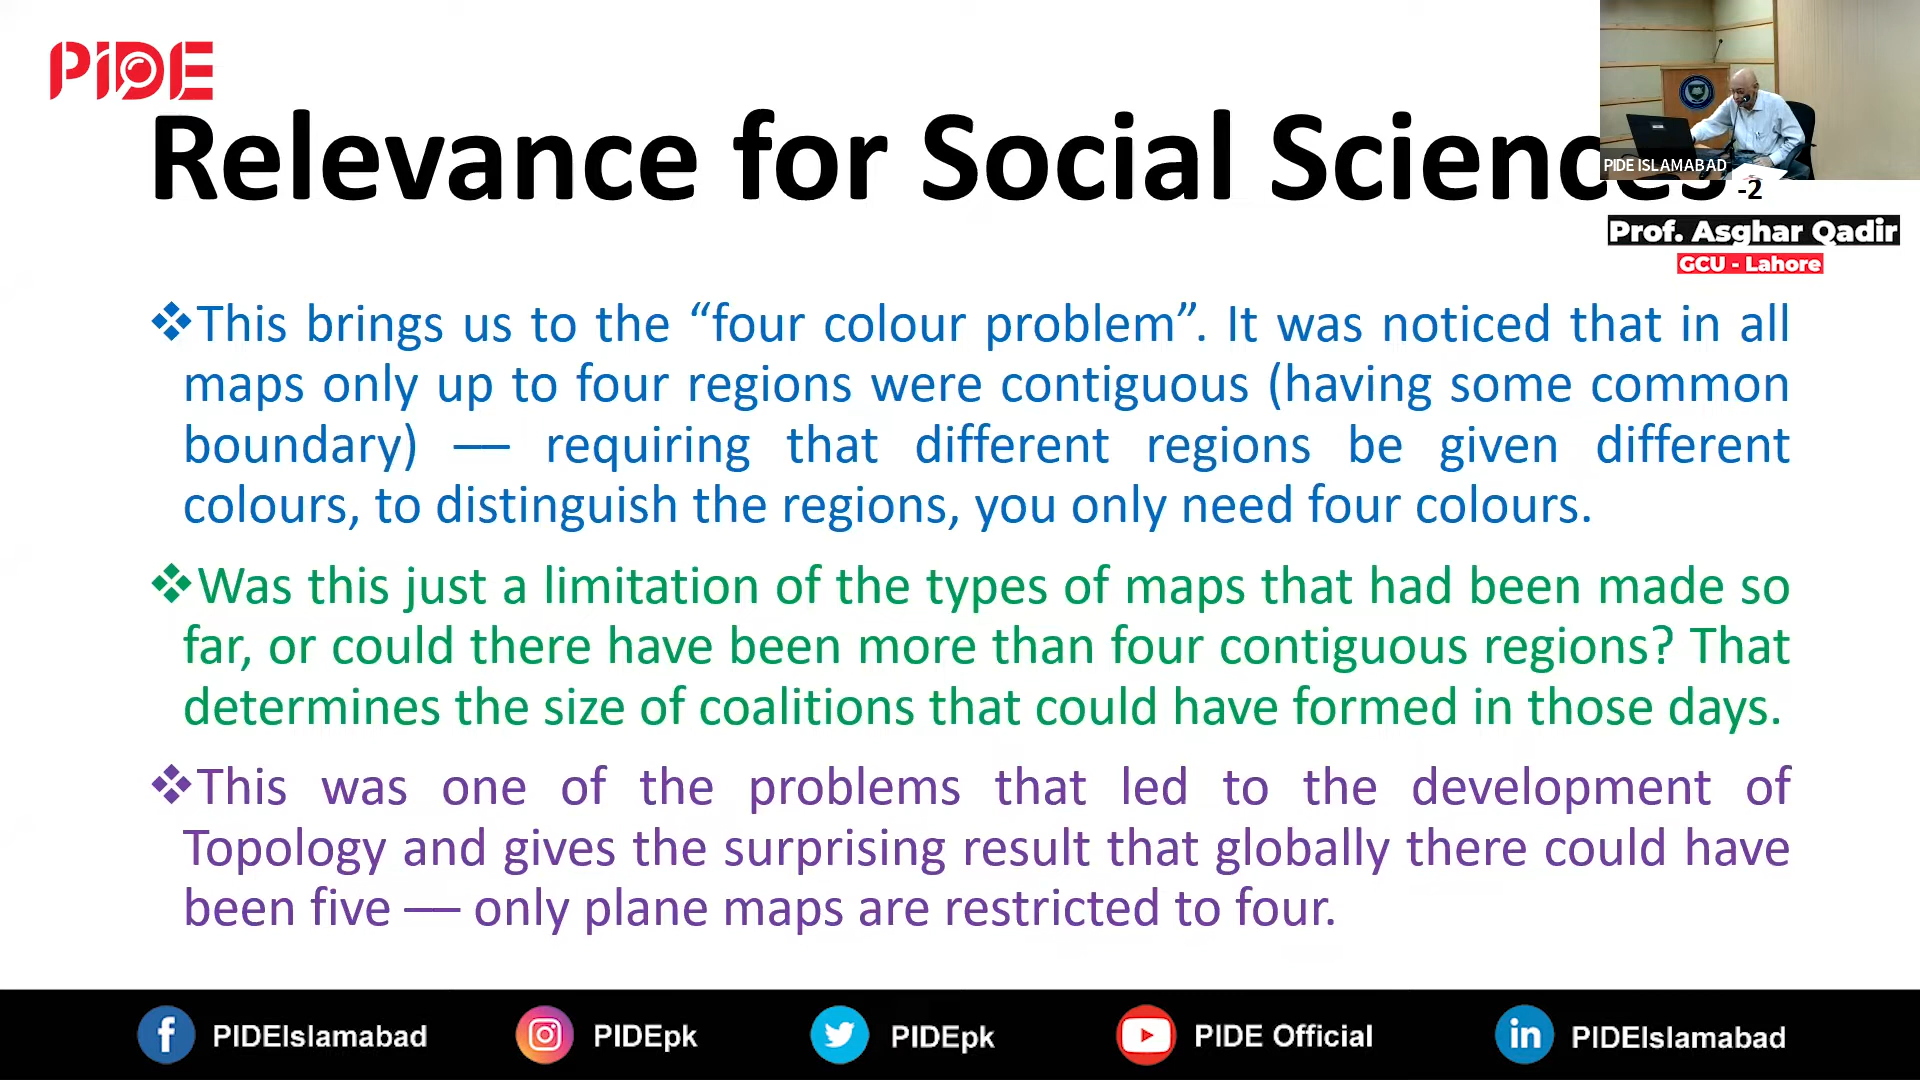 PIDE
Relevance for Social Sciences -2
PIDE ISLAMABAD
Prof. Asghar Qadir
GCU - Lahore
❖This brings us to the “four colour problem”. It was noticed that in all
maps only up to four regions were contiguous (having some common
boundary) — requiring that different regions be given different
colours, to distinguish the regions, you only need four colours.
❖Was this just a limitation of the types of maps that had been made so
far, or could there have been more than four contiguous regions? That
determines the size of coalitions that could have formed in those days.
❖This was one of the problems that led to the development of
Topology and gives the surprising result that globally there could have
been five — only plane maps are restricted to four.
PIDEIslamabad PIDEpk PIDEpk PIDE Official PIDEIslamabad